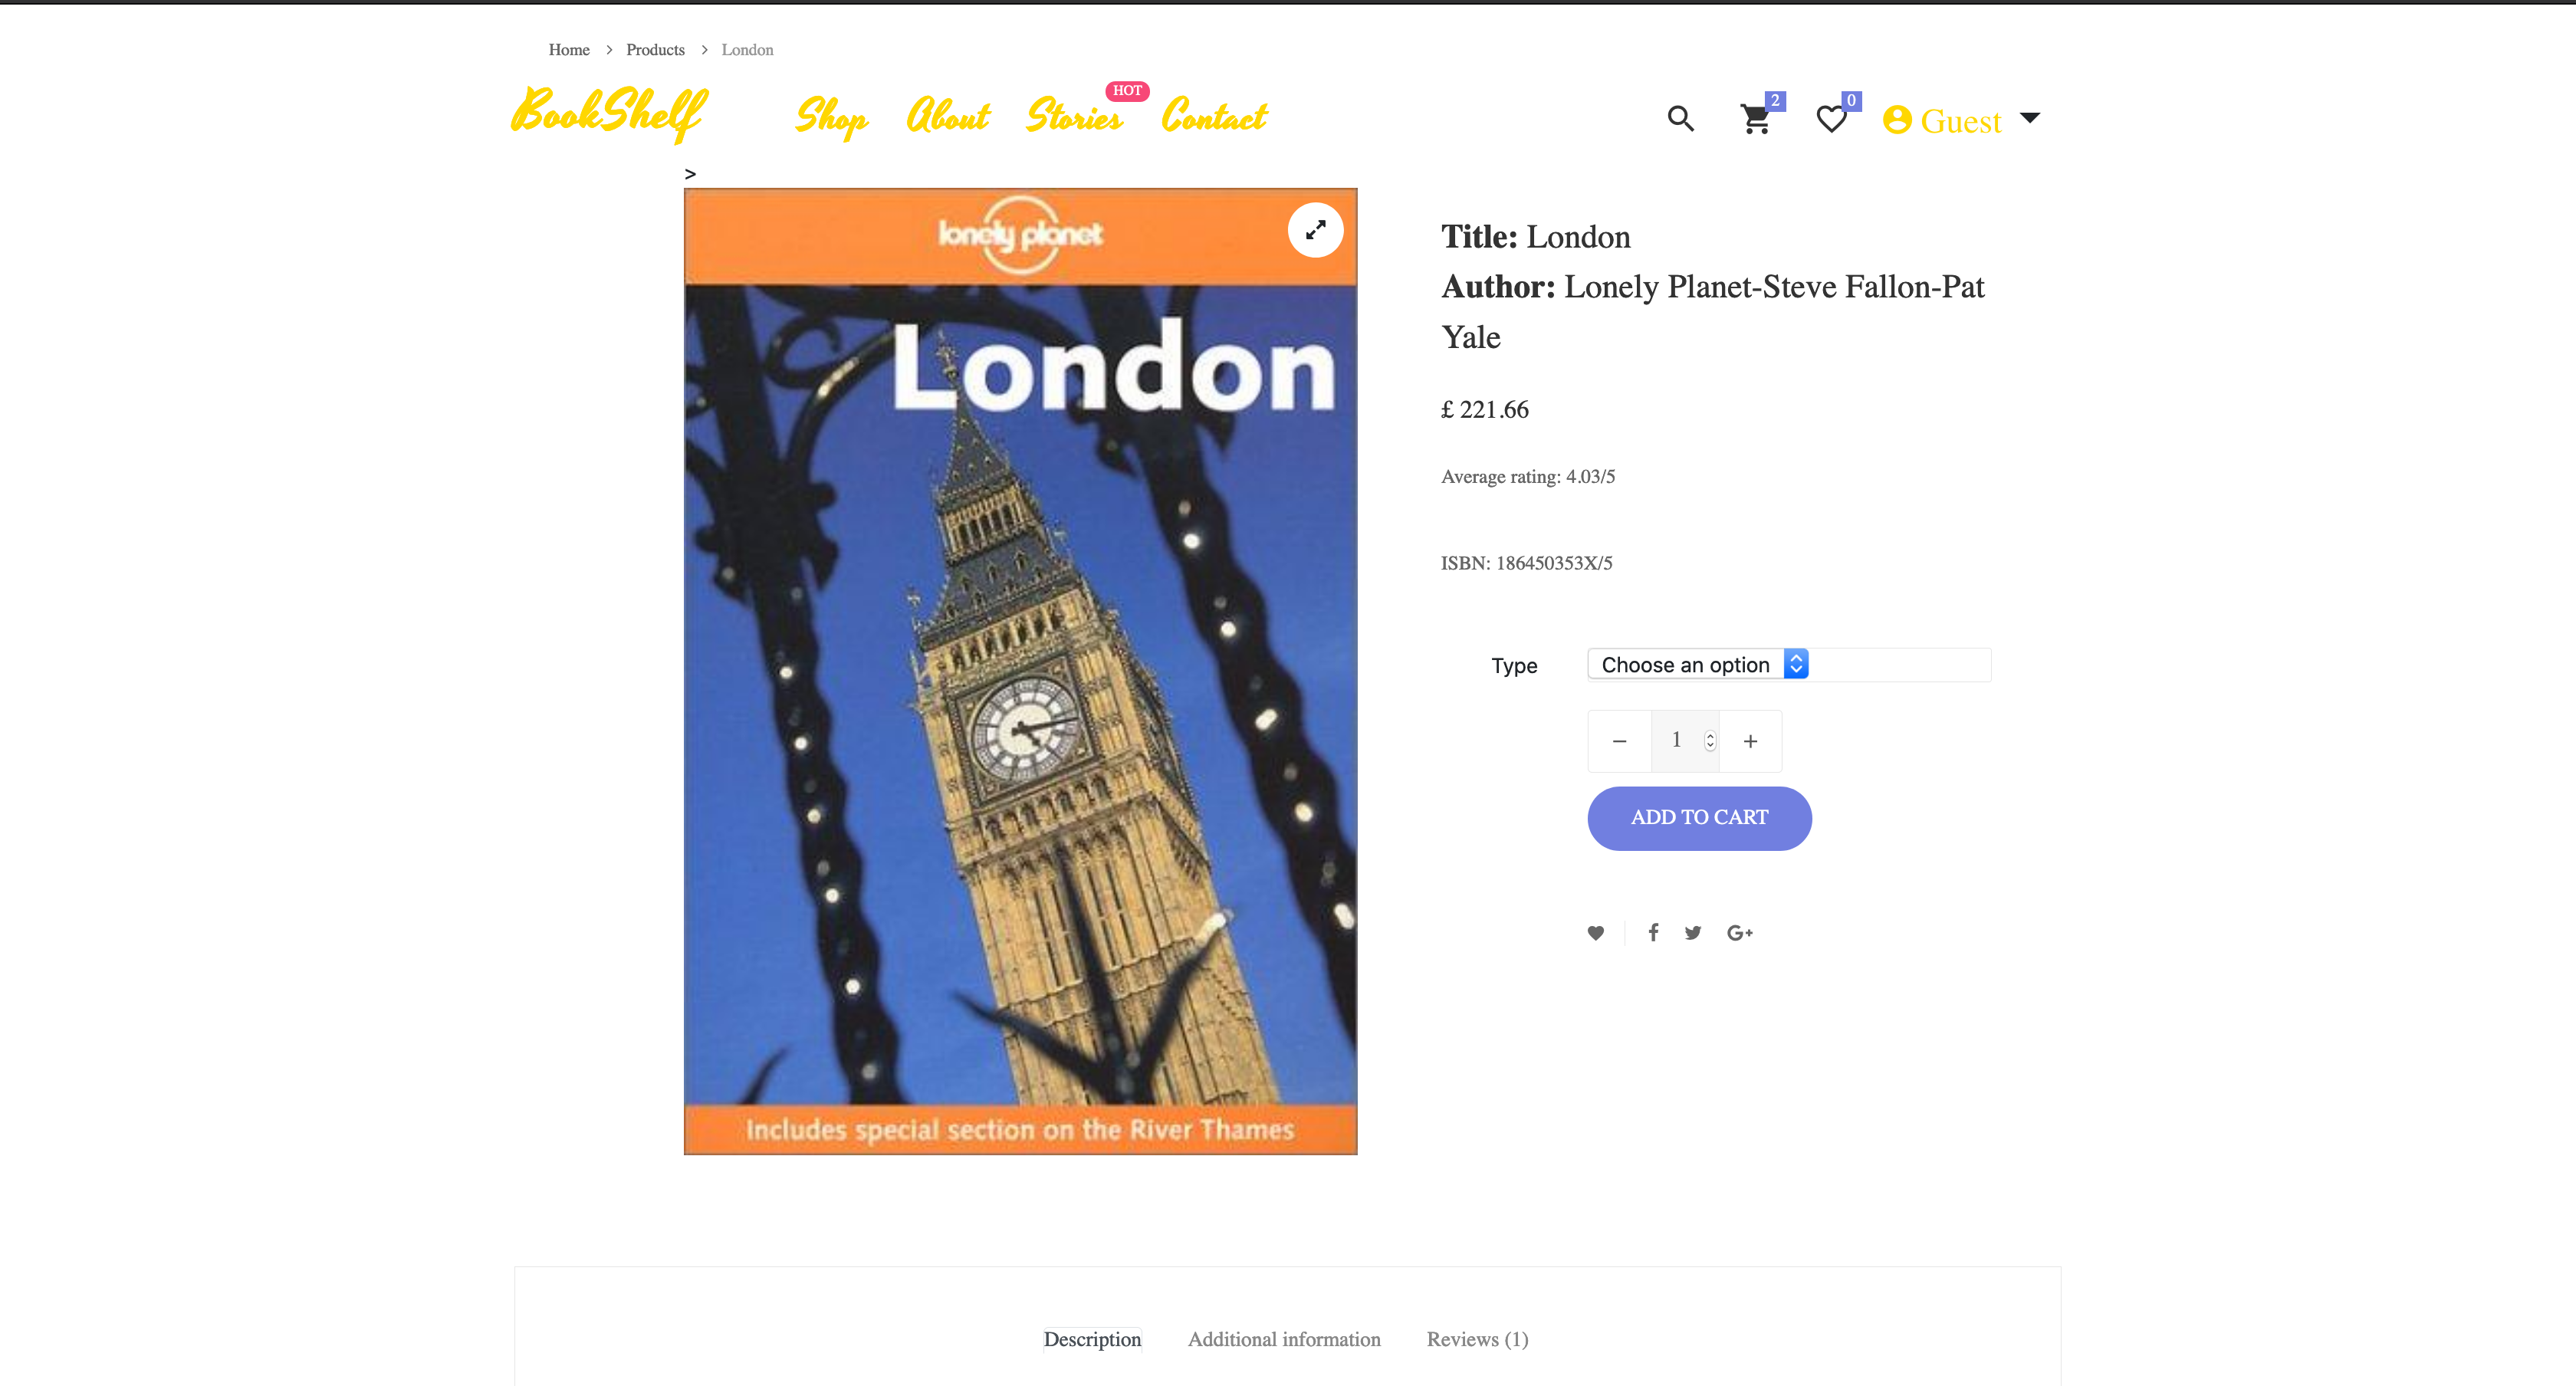 Home > Products > London
BookShelf Shop About Stories HOT Contact 2 0 Guest
>
lonely planet
London
Includes special section on the River Thames
Title: London
Author: Lonely Planet-Steve Fallon-Pat
Yale
£ 221.66
Average rating: 4.03/5
ISBN: 186450353X/5
Type Choose an option
− 1 +
ADD TO CART
G+
Description Additional information Reviews (1)